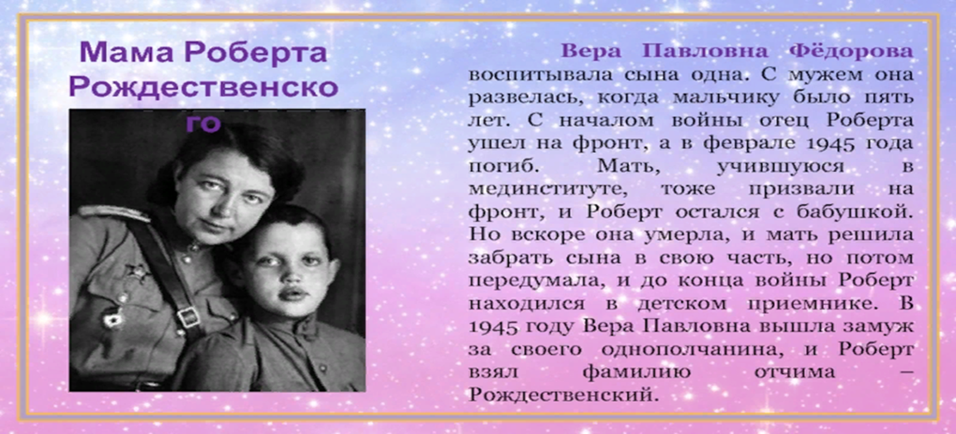 Мама Роберта
Рождественско
го
Вера Павловна Фёдорова
воспитывала сына одна. С мужем она
развелась, когда мальчику было пять
лет. С началом войны отец Роберта
ушел на фронт, а в феврале 1945 года
погиб. Мать, учившуюся в
мединституте, тоже призвали на
фронт, и Роберт остался с бабушкой.
Но вскоре она умерла, и мать решила
забрать сына в свою часть, но потом
передумала, и до конца войны Роберт
находился в детском приемнике. В
1945 году Вера Павловна вышла замуж
за своего однополчанина, и Роберт
взял фамилию отчима –
Рождественский.